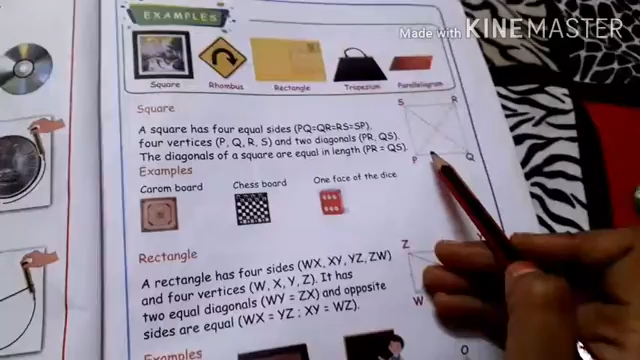 Made with KINEMASTER
EXAMPLES
Square
Rhombus
Rectangle
Trapezium
Parallelogram
Square
A square has four equal sides (PQ=QR=RS=SP),
four vertices (P, Q, R, S) and two diagonals (PR, QS).
The diagonals of a square are equal in length (PR = QS).
S
R
P
Q
Examples
Carom board
Chess board
One face of the dice
Rectangle
A rectangle has four sides (WX, XY, YZ, ZW)
and four vertices (W, X, Y, Z). It has
two equal diagonals (WY = ZX) and opposite
sides are equal (WX = YZ ; XY = WZ).
Z
W
Examples
O